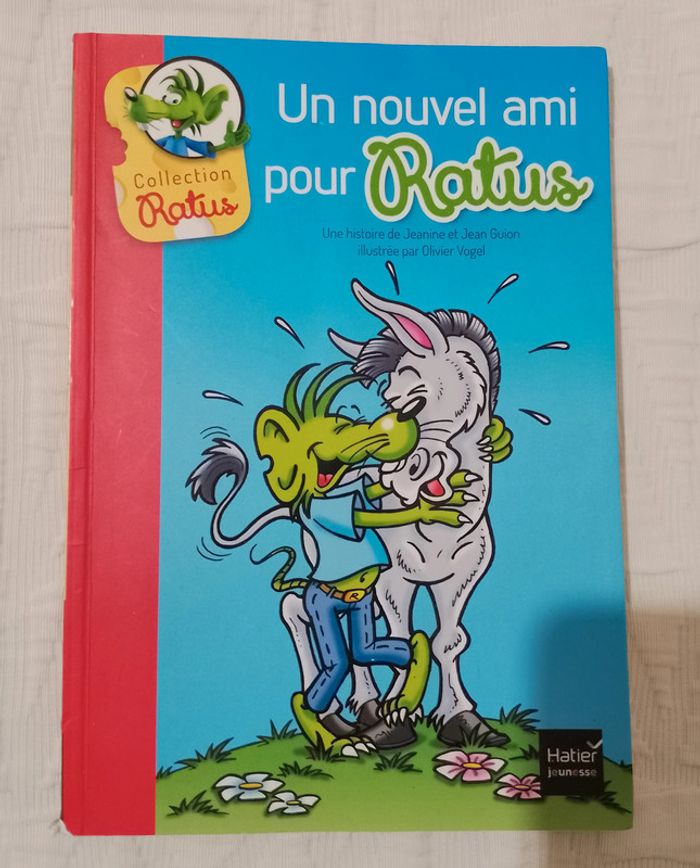 Collection
Ratus
Un nouvel ami
pour Ratus
Une histoire de Jeanine et Jean Guion
illustrée par Olivier Vogel
R
Hatier
jeunesse